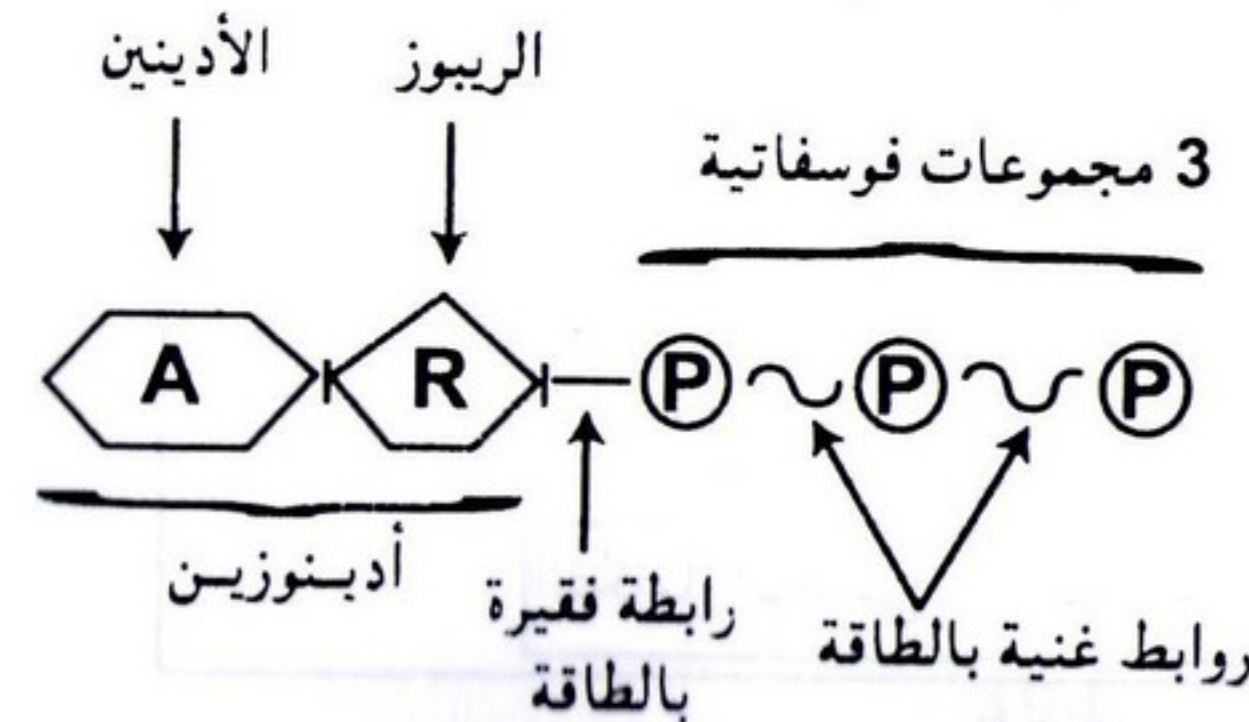 الريبوز
الأدينين
3 مجموعات فوسفاتية
A R P P P
أدينوزين
رابطة فقيرة
بالطاقة
روابط غنية بالطاقة